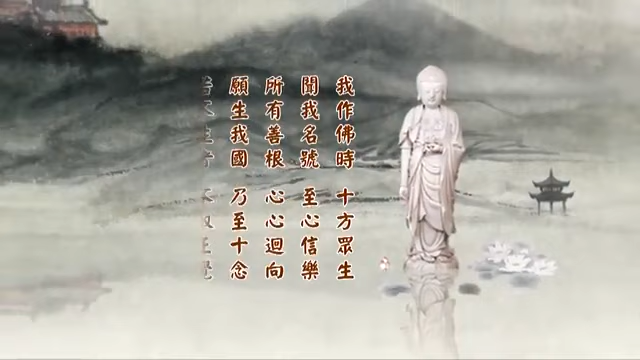 我作佛時 十方眾生
聞我名號 至心信樂
所有善根 心心迴向
願生我國 乃至十念